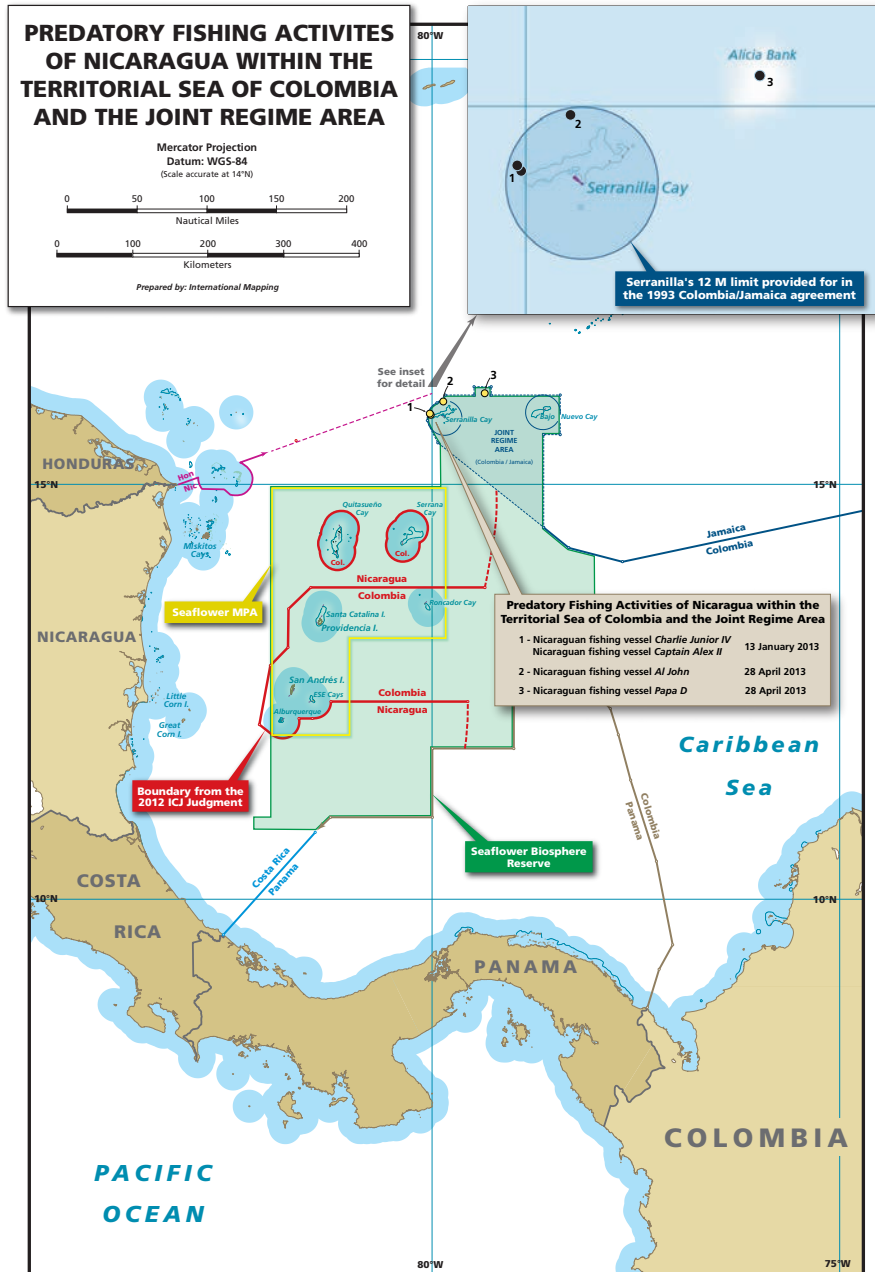 PREDATORY FISHING ACTIVITES
OF NICARAGUA WITHIN THE
TERRITORIAL SEA OF COLOMBIA
AND THE JOINT REGIME AREA
Mercator Projection
Datum: WGS-84
(Scale accurate at 14°N)
0 50 100 150 200
Nautical Miles
0 100 200 300 400
Kilometers
Prepared by: International Mapping
80°W
Alicia Bank
3
2
1
Serranilla Cay
Serranilla's 12 M limit provided for in
the 1993 Colombia/Jamaica agreement
See inset
for detail
3
2
1
Serranilla Cay
Bajo Nuevo Cay
JOINT
REGIME
AREA
(Colombia / Jamaica)
HONDURAS
Hon
Nic
15°N
15°N
Quitasueño
Cay
Serrana
Cay
Miskitos
Cays
Col.
Col.
Jamaica
Colombia
Nicaragua
Colombia
Seaflower MPA
Santa Catalina I.
Providencia I.
Roncador Cay
NICARAGUA
Predatory Fishing Activities of Nicaragua within the
Territorial Sea of Colombia and the Joint Regime Area
1 - Nicaraguan fishing vessel Charlie Junior IV
Nicaraguan fishing vessel Captain Alex II
13 January 2013
2 - Nicaraguan fishing vessel Al John 28 April 2013
3 - Nicaraguan fishing vessel Papa D 28 April 2013
San Andrés I.
ESE Cays
Alburquerque
Little
Corn I.
Great
Corn I.
Colombia
Nicaragua
Caribbean
Sea
Boundary from the
2012 ICJ Judgment
Colombia
Panama
Seaflower Biosphere
Reserve
Costa Rica
Panama
COSTA
RICA
10°N
10°N
PANAMA
COLOMBIA
PACIFIC
OCEAN
80°W
75°W